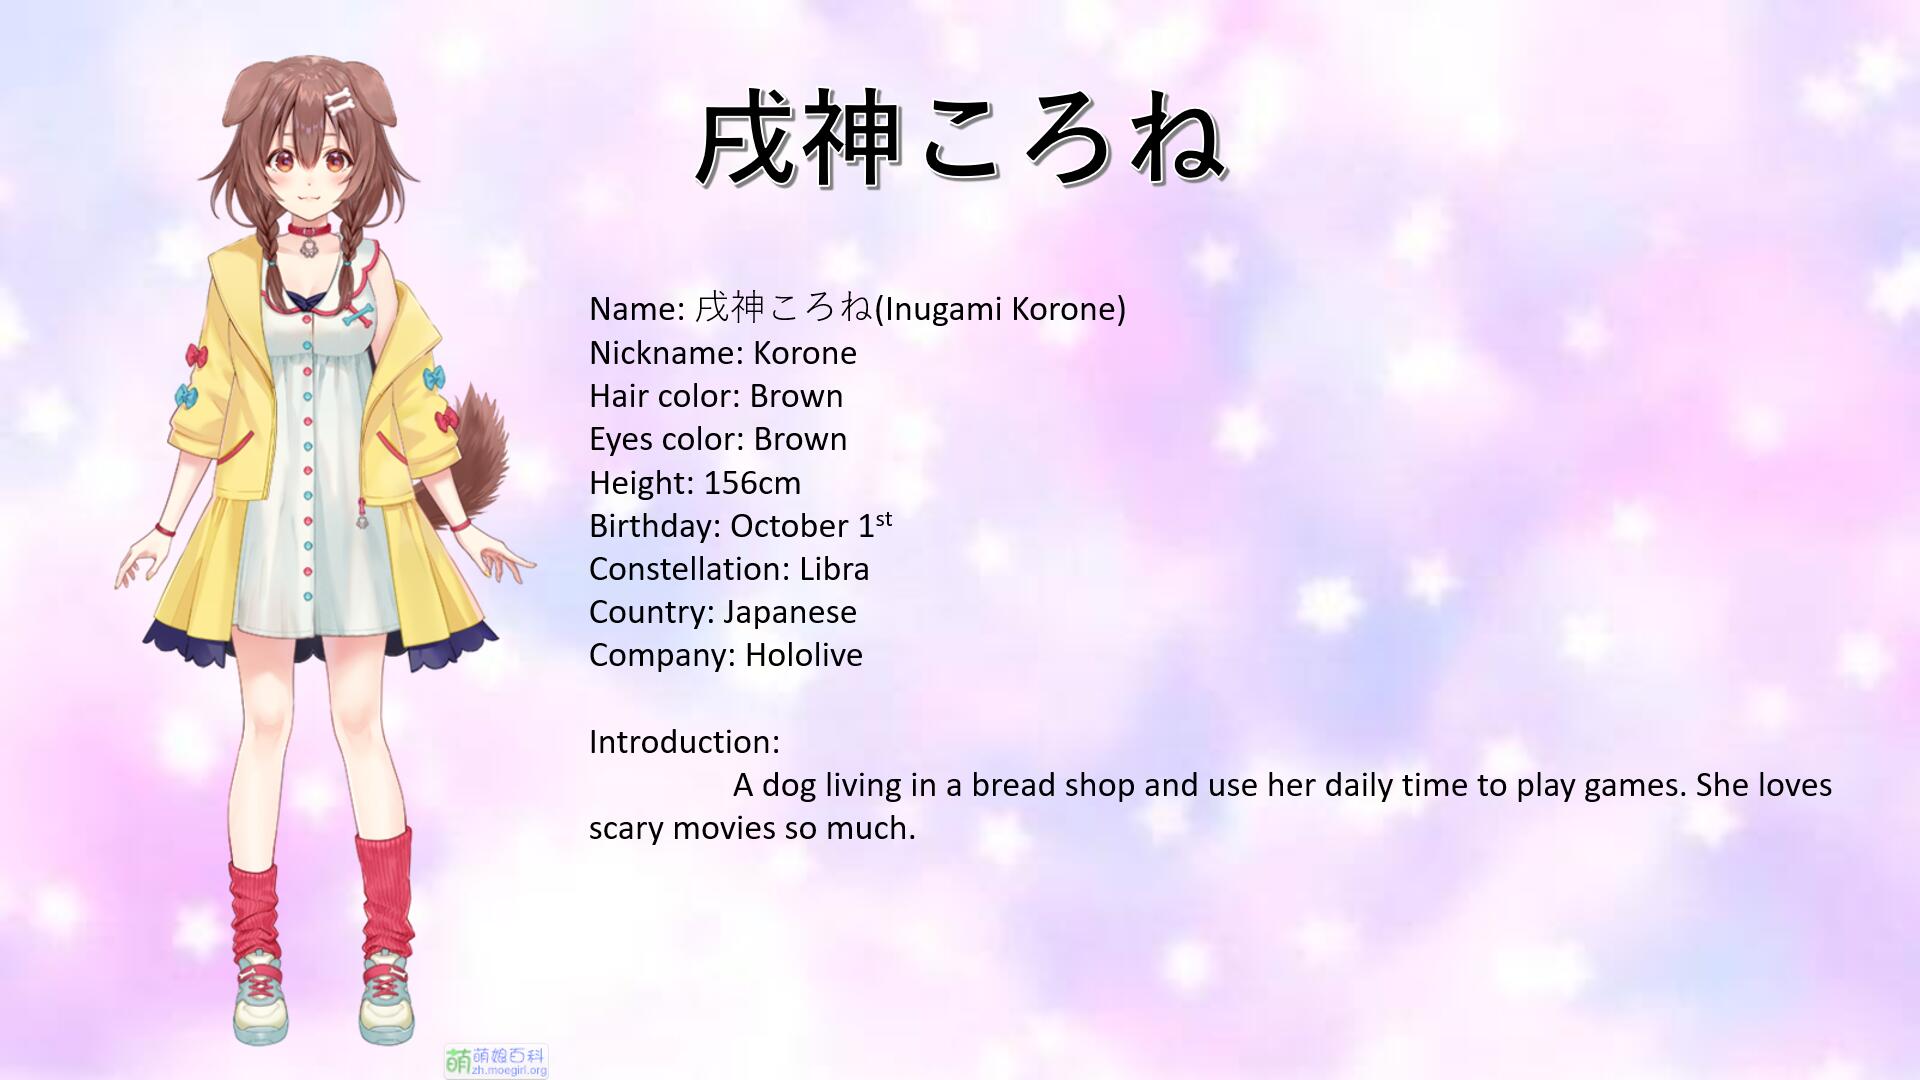 戌神ころね
Name: 戌神ころね(Inugami Korone)
Nickname: Korone
Hair color: Brown
Eyes color: Brown
Height: 156cm
Birthday: October 1st
Constellation: Libra
Country: Japanese
Company: Hololive
Introduction:
A dog living in a bread shop and use her daily time to play games. She loves
scary movies so much.
萌 萌娘百科
zh.moegirl.org